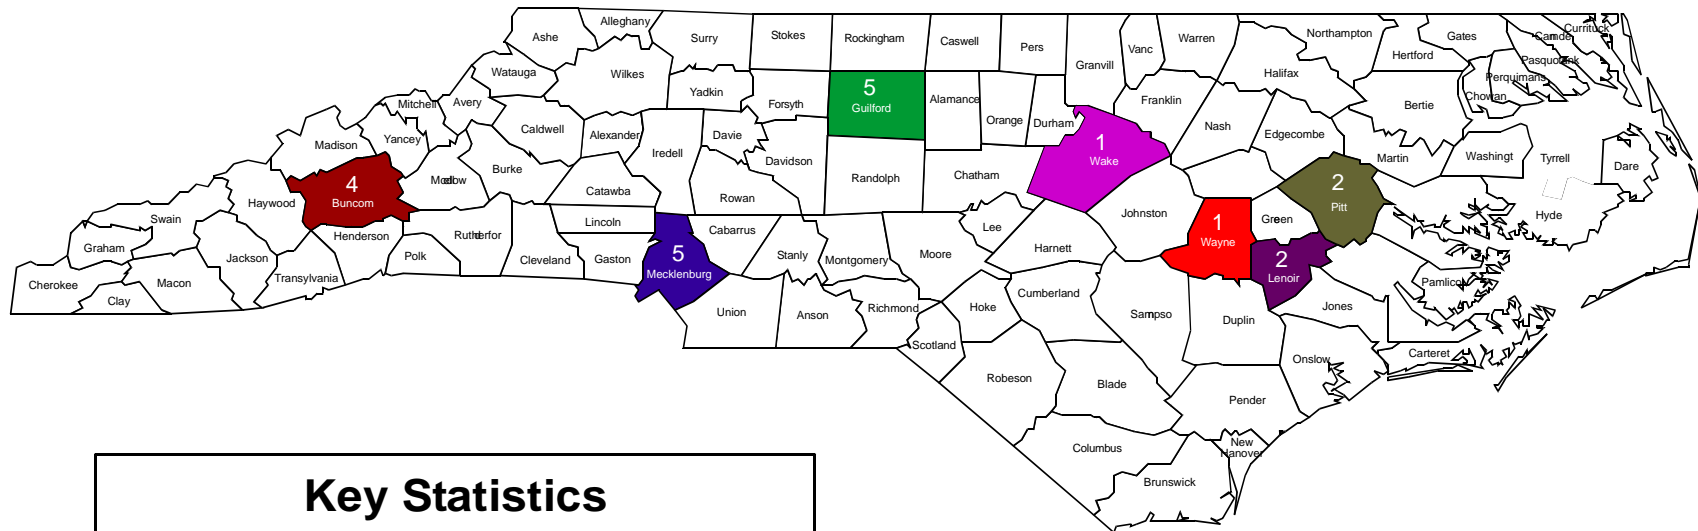 Alleghany
Ashe
Surry
Stokes
Rockingham
Caswell
Pers
Granvill
Vanc
Warren
Northampton
Gates
Camde
Currituck
Hertford
Pasquotank
Perquimans
Chowan
Bertie
Halifax
Watauga
Wilkes
Yadkin
Forsyth
5
Guilford
Alamance
Orange
Durham
Franklin
Nash
Edgecombe
Mitchell
Avery
Yancey
Caldwell
Alexander
Iredell
Davie
Davidson
Randolph
Chatham
1
Wake
Martin
Washingt
Tyrrell
Dare
Madison
4
Buncom
Burke
Catawba
Rowan
2
Pitt
Hyde
Haywood
Swain
Graham
Cherokee
Clay
Macon
Jackson
Transylvania
Henderson
Polk
Rutherfor
Cleveland
Lincoln
Gaston
5
Mecklenburg
Cabarrus
Stanly
Montgomery
Moore
Lee
Harnett
Johnston
1
Wayne
Green
2
Lenoir
Pamlico
Jones
Carteret
Onslow
Duplin
Sampso
Cumberland
Hoke
Richmond
Scotland
Anson
Union
Robeson
Blade
Pender
New
Hanover
Columbus
Brunswick
Key Statistics